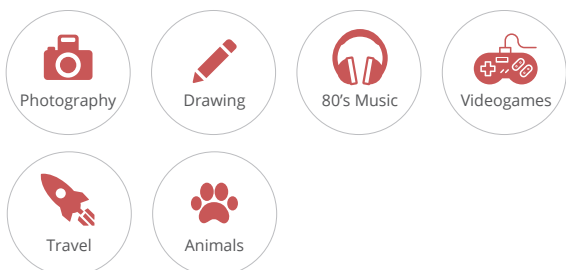 Photography
Drawing
80’s Music
Videogames
Travel
Animals